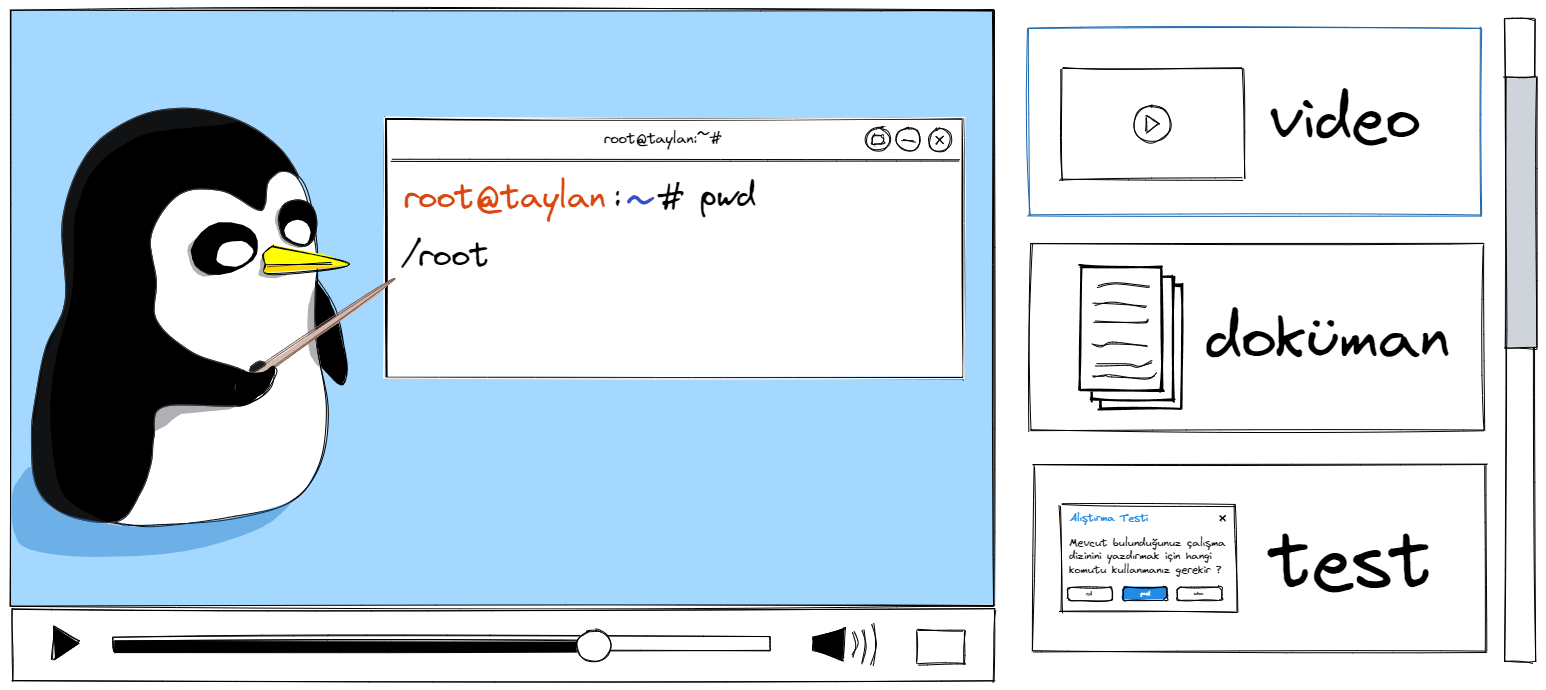 root@taylan:~#
root@taylan:~# pwd
/root
video
doküman
Alıştırma Testi
Mevcut bulunduğunuz çalışma
dizinini yazdırmak için hangi
komutu kullanmanız gerekir ?
cd pwd
test